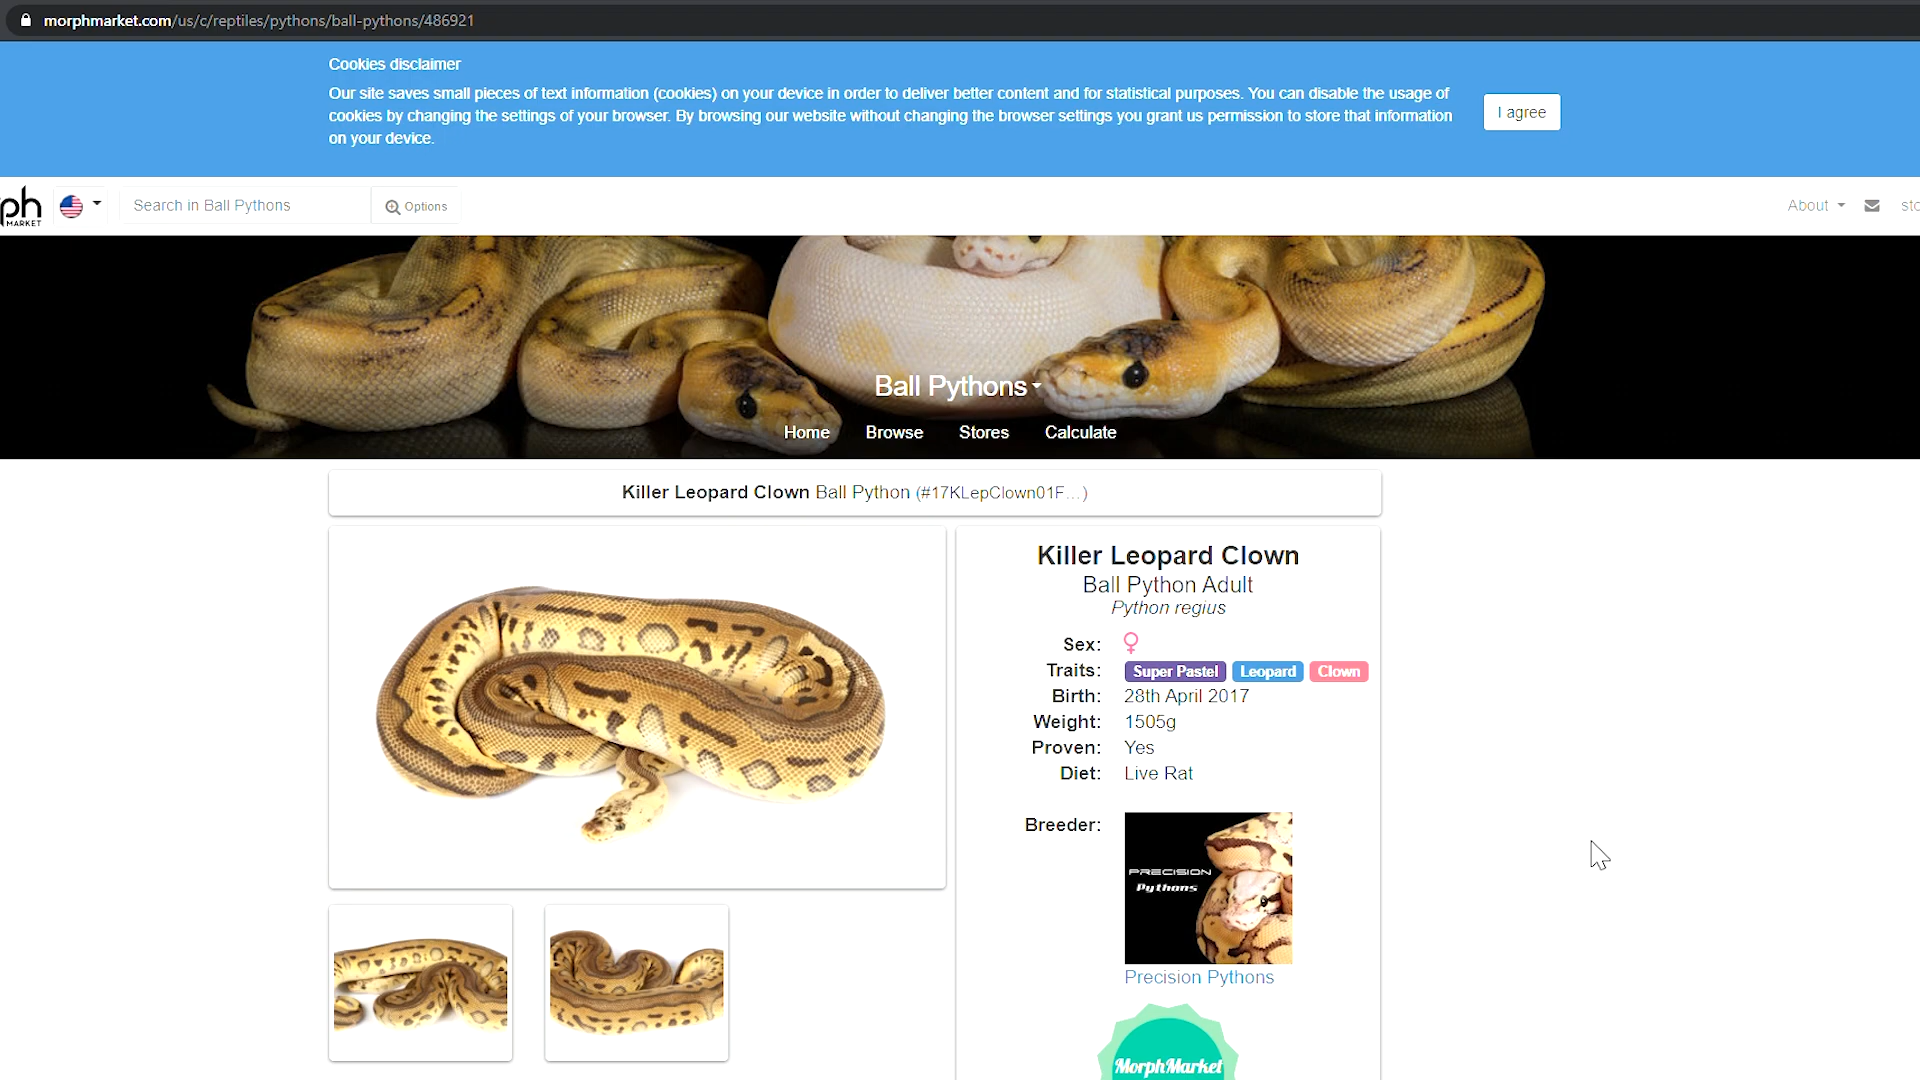 morphmarket.com/us/c/reptiles/pythons/ball-pythons/486921
Cookies disclaimer
Our site saves small pieces of text information (cookies) on your device in order to deliver better content and for statistical purposes. You can disable the usage of
cookies by changing the settings of your browser. By browsing our website without changing the browser settings you grant us permission to store that information
on your device.
I agree
ph
MARKET
Search in Ball Pythons
Options
About
sto
Ball Pythons
Home
Browse
Stores
Calculate
Killer Leopard Clown Ball Python (#17KLepClown01F...)
Killer Leopard Clown
Ball Python Adult
Python regius
Sex: ♀
Traits: Super Pastel Leopard Clown
Birth: 28th April 2017
Weight: 1505g
Proven: Yes
Diet: Live Rat
Breeder:
PRECISION
Pythons
Precision Pythons
MorphMarket